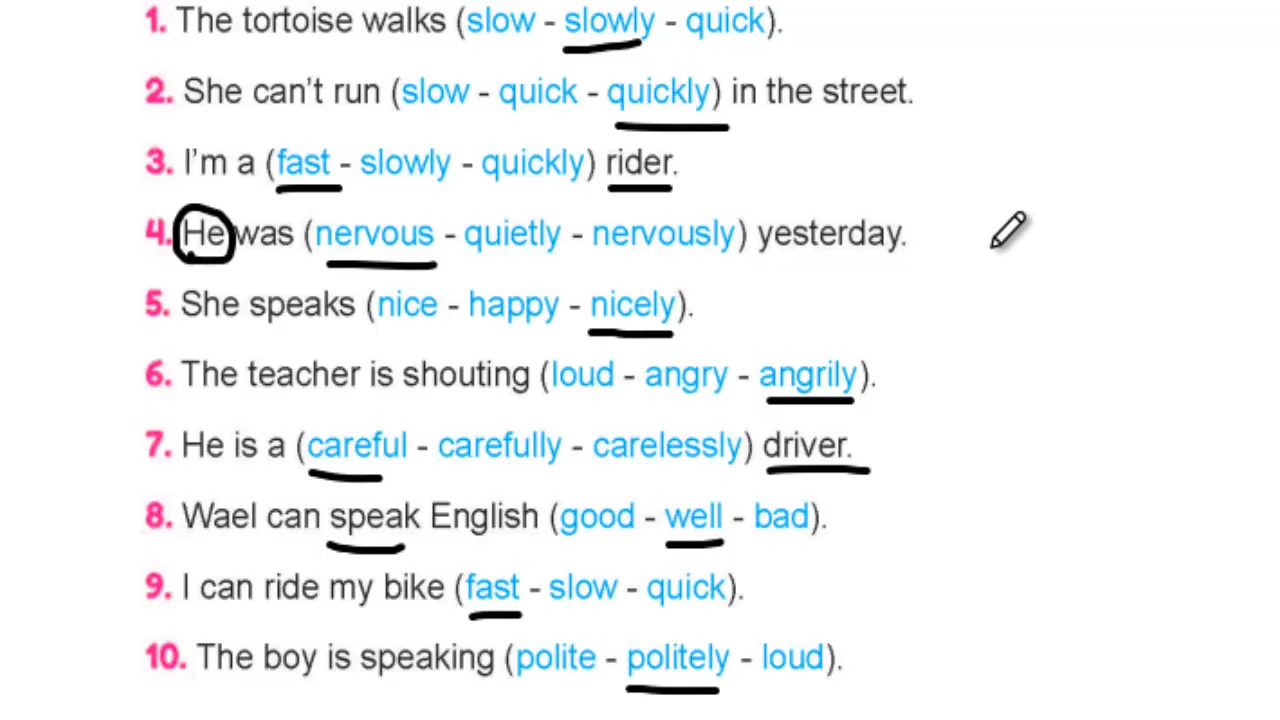 1. The tortoise walks (slow - slowly - quick).
2. She can't run (slow - quick - quickly) in the street.
3. I'm a (fast - slowly - quickly) rider.
4. He was (nervous - quietly - nervously) yesterday.
5. She speaks (nice - happy - nicely).
6. The teacher is shouting (loud - angry - angrily).
7. He is a (careful - carefully - carelessly) driver.
8. Wael can speak English (good - well - bad).
9. I can ride my bike (fast - slow - quick).
10. The boy is speaking (polite - politely - loud).